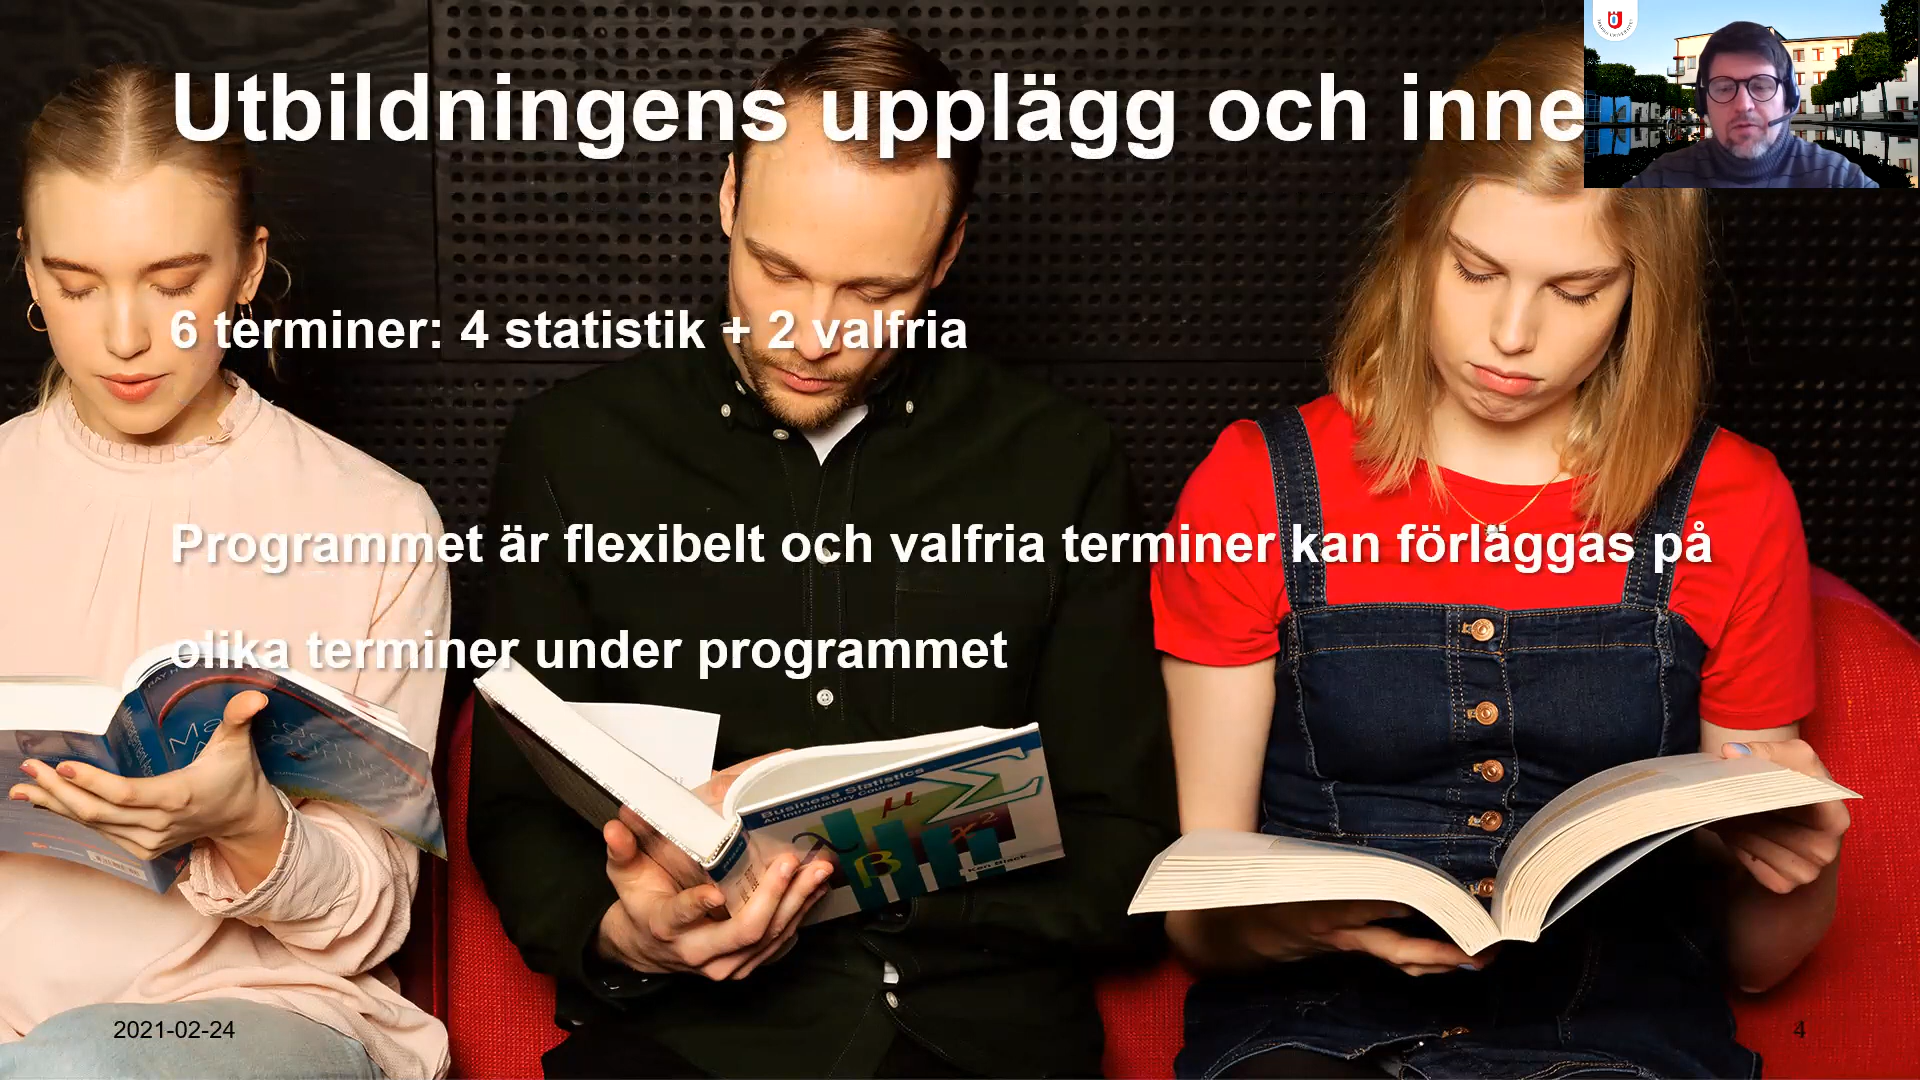 Utbildningens upplägg och inne
6 terminer: 4 statistik + 2 valfria
Programmet är flexibelt och valfria terminer kan förläggas på
olika terminer under programmet
Business Statistics
An Introductory Course
μ Σ
λ β χ²
Ken Black
2021-02-24
4